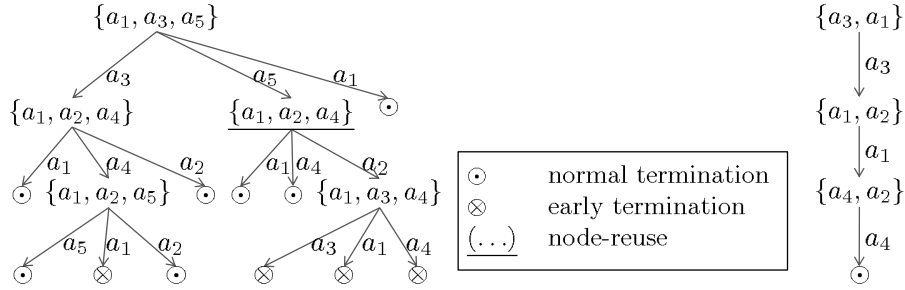 {a₁, a₃, a₅} {a₃, a₁}
a₃ a₅ a₁ a₃
{a₁, a₂, a₄} {a₁, a₂, a₄} ⊙ {a₁, a₂}
a₁ a₄ a₂ a₁ a₄ a₂ a₁
⊙ {a₁, a₂, a₅} ⊙ ⊙ ⊙ {a₁, a₃, a₄} {a₄, a₂}
a₅ a₁ a₂ a₃ a₁ a₄ a₄
⊙ ⊗ ⊙ ⊗ ⊗ ⊗ ⊙
⊙ normal termination
⊗ early termination
(...) node-reuse